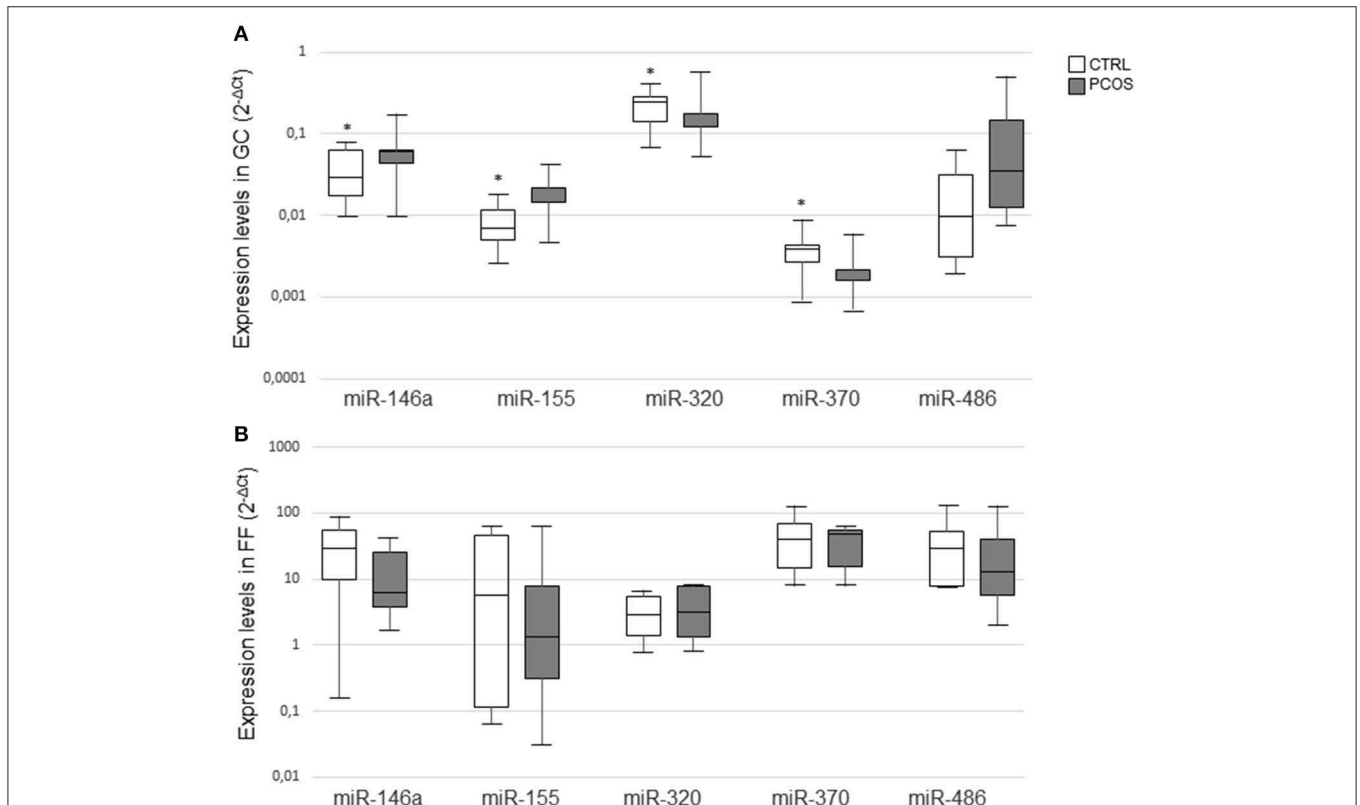 A
Expression levels in GC (2-ΔCt)
1
0,1
0,01
0,001
0,0001
*
*
*
*
CTRL
PCOS
miR-146a miR-155 miR-320 miR-370 miR-486
B
Expression levels in FF (2-ΔCt)
1000
100
10
1
0,1
0,01
miR-146a miR-155 miR-320 miR-370 miR-486